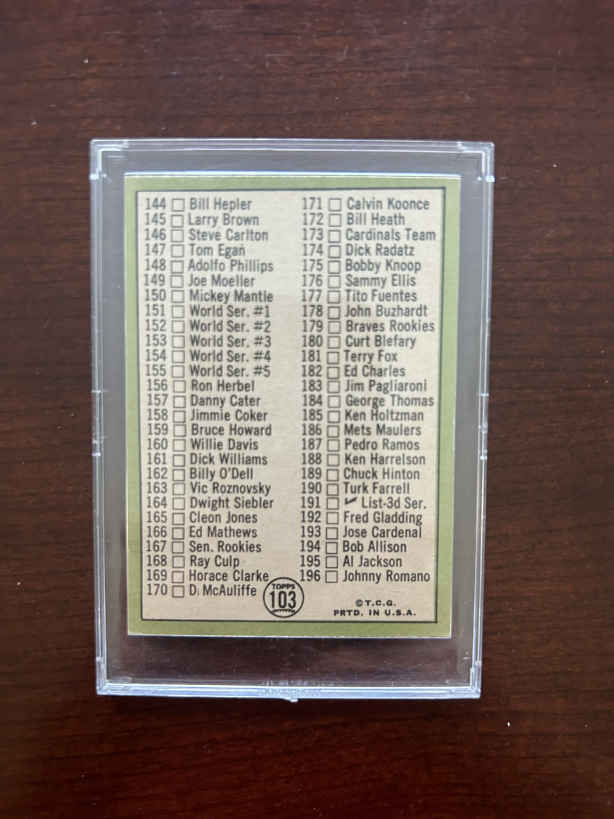 144 Bill Hepler
145 Larry Brown
146 Steve Carlton
147 Tom Egan
148 Adolfo Phillips
149 Joe Moeller
150 Mickey Mantle
151 World Ser. #1
152 World Ser. #2
153 World Ser. #3
154 World Ser. #4
155 World Ser. #5
156 Ron Herbel
157 Danny Cater
158 Jimmie Coker
159 Bruce Howard
160 Willie Davis
161 Dick Williams
162 Billy O'Dell
163 Vic Roznovsky
164 Dwight Siebler
165 Cleon Jones
166 Ed Mathews
167 Sen. Rookies
168 Ray Culp
169 Horace Clarke
170 D. McAuliffe
171 Calvin Koonce
172 Bill Heath
173 Cardinals Team
174 Dick Radatz
175 Bobby Knoop
176 Sammy Ellis
177 Tito Fuentes
178 John Buzhardt
179 Braves Rookies
180 Curt Blefary
181 Terry Fox
182 Ed Charles
183 Jim Pagliaroni
184 George Thomas
185 Ken Holtzman
186 Mets Maulers
187 Pedro Ramos
188 Ken Harrelson
189 Chuck Hinton
190 Turk Farrell
191 List-3d Ser.
192 Fred Gladding
193 Jose Cardenal
194 Bob Allison
195 Al Jackson
196 Johnny Romano
TOPPS
103
©T.C.G.
PRTD. IN U.S.A.